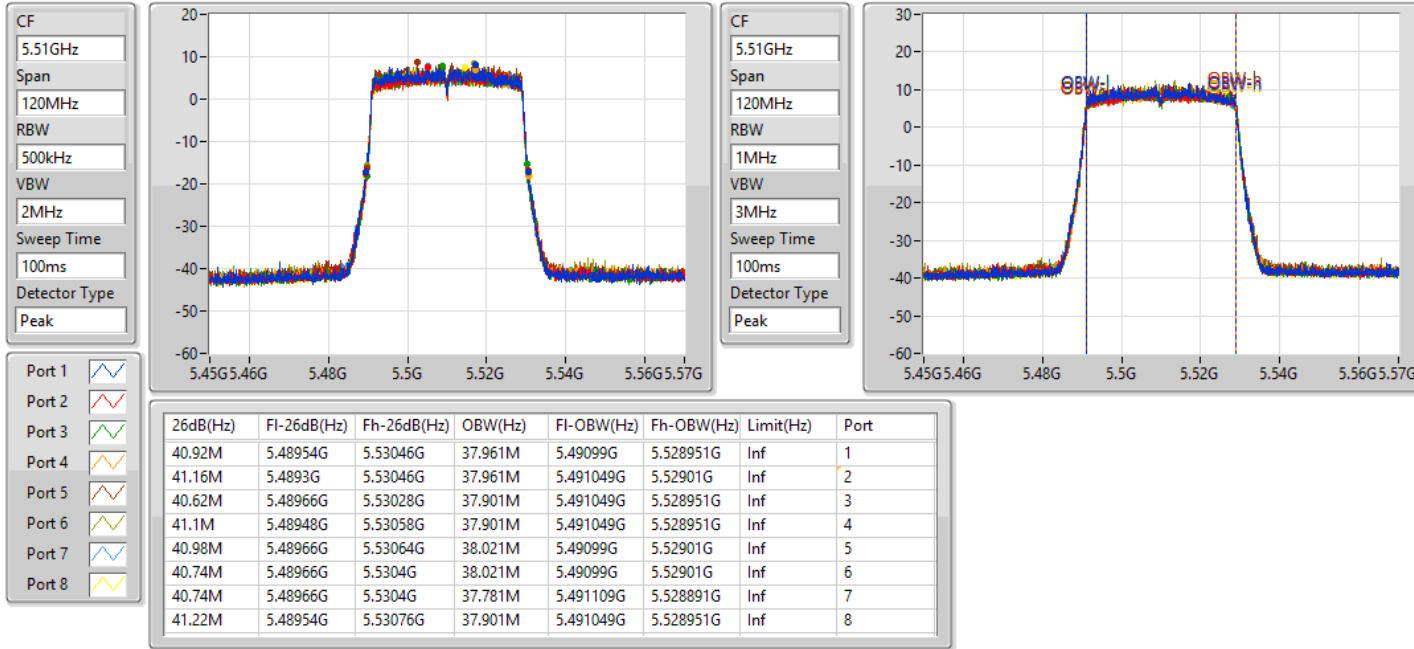 CF
5.51GHz
Span
120MHz
RBW
500kHz
VBW
2MHz
Sweep Time
100ms
Detector Type
Peak
20
10
0
-10
-20
-30
-40
-50
-60
5.45G 5.46G 5.48G 5.5G 5.52G 5.54G 5.56G 5.57G
CF
5.51GHz
Span
120MHz
RBW
1MHz
VBW
3MHz
Sweep Time
100ms
Detector Type
Peak
30
20
10
0
-10
-20
-30
-40
-50
-60
OBW-l OBW-h
5.45G 5.46G 5.48G 5.5G 5.52G 5.54G 5.56G 5.57G
Port 1
Port 2
Port 3
Port 4
Port 5
Port 6
Port 7
Port 8
26dB(Hz) Fl-26dB(Hz) Fh-26dB(Hz) OBW(Hz) Fl-OBW(Hz) Fh-OBW(Hz) Limit(Hz) Port
40.92M 5.48954G 5.53046G 37.961M 5.49099G 5.528951G Inf 1
41.16M 5.4893G 5.53046G 37.961M 5.491049G 5.52901G Inf 2
40.62M 5.48966G 5.53028G 37.901M 5.491049G 5.528951G Inf 3
41.1M 5.48948G 5.53058G 37.901M 5.491049G 5.528951G Inf 4
40.98M 5.48966G 5.53064G 38.021M 5.49099G 5.52901G Inf 5
40.74M 5.48966G 5.5304G 38.021M 5.49099G 5.52901G Inf 6
40.74M 5.48966G 5.5304G 37.781M 5.491109G 5.528891G Inf 7
41.22M 5.48954G 5.53076G 37.901M 5.491049G 5.528951G Inf 8